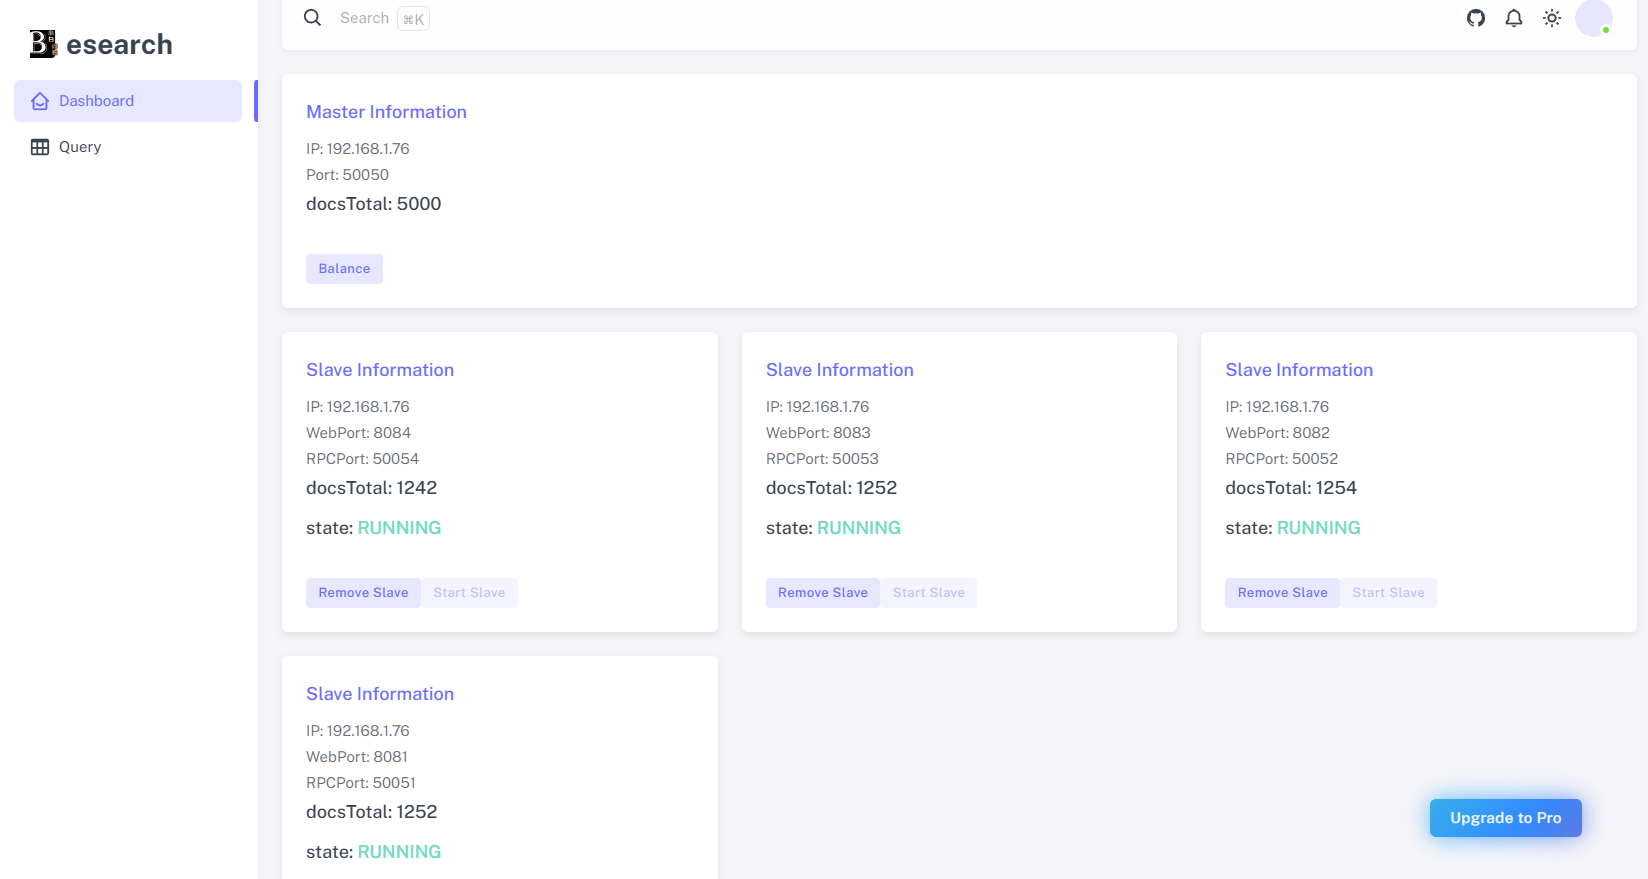 esearch
Search ⌘K
Dashboard
Query
Master Information
IP: 192.168.1.76
Port: 50050
docsTotal: 5000
Balance
Slave Information
IP: 192.168.1.76
WebPort: 8084
RPCPort: 50054
docsTotal: 1242
state: RUNNING
Remove Slave Start Slave
Slave Information
IP: 192.168.1.76
WebPort: 8083
RPCPort: 50053
docsTotal: 1252
state: RUNNING
Remove Slave Start Slave
Slave Information
IP: 192.168.1.76
WebPort: 8082
RPCPort: 50052
docsTotal: 1254
state: RUNNING
Remove Slave Start Slave
Slave Information
IP: 192.168.1.76
WebPort: 8081
RPCPort: 50051
docsTotal: 1252
state: RUNNING
Upgrade to Pro